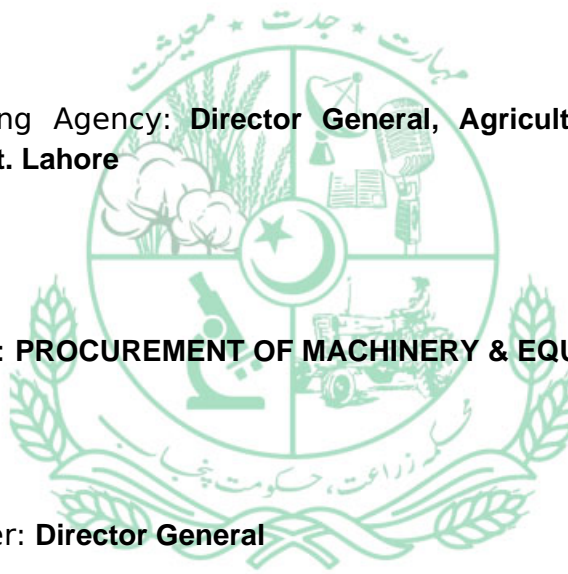 مہارت ★ جدت ★ معیشت
ng Agency: Director General, Agricult
t. Lahore
: PROCUREMENT OF MACHINERY & EQU
محکمہ زراعت، حکومت پنجاب
er: Director General